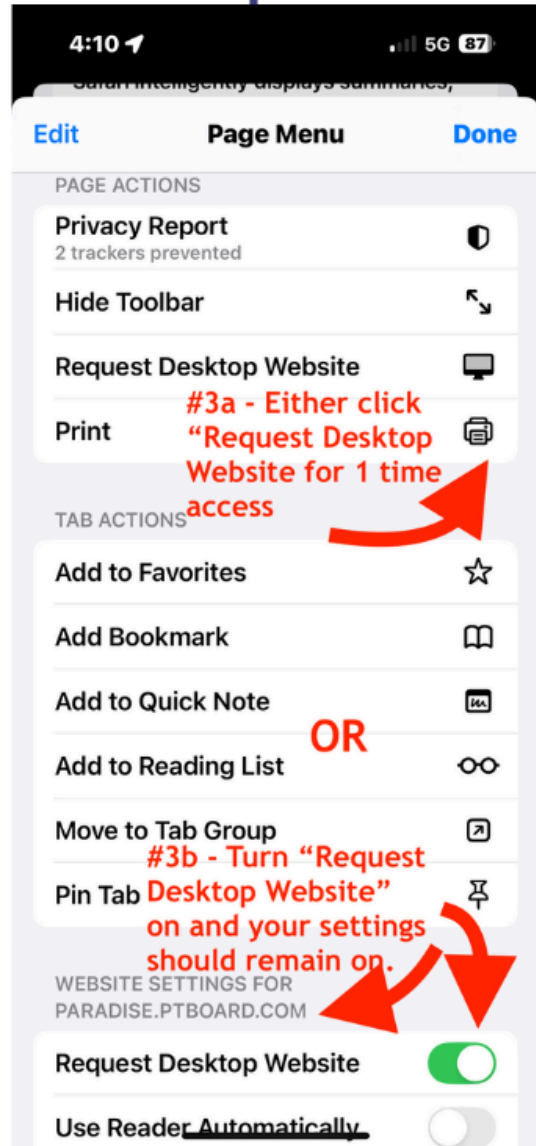 4:10
5G 87
Safari intelligently displays summaries,
Edit Page Menu Done
PAGE ACTIONS
Privacy Report
2 trackers prevented
Hide Toolbar
Request Desktop Website
#3a - Either click
Print
“Request Desktop
Website for 1 time
access
TAB ACTIONS
Add to Favorites
Add Bookmark
Add to Quick Note
OR
Add to Reading List
Move to Tab Group
#3b - Turn “Request
Pin Tab
Desktop Website”
on and your settings
should remain on.
WEBSITE SETTINGS FOR
PARADISE.PTBOARD.COM
Request Desktop Website
Use Reader Automatically